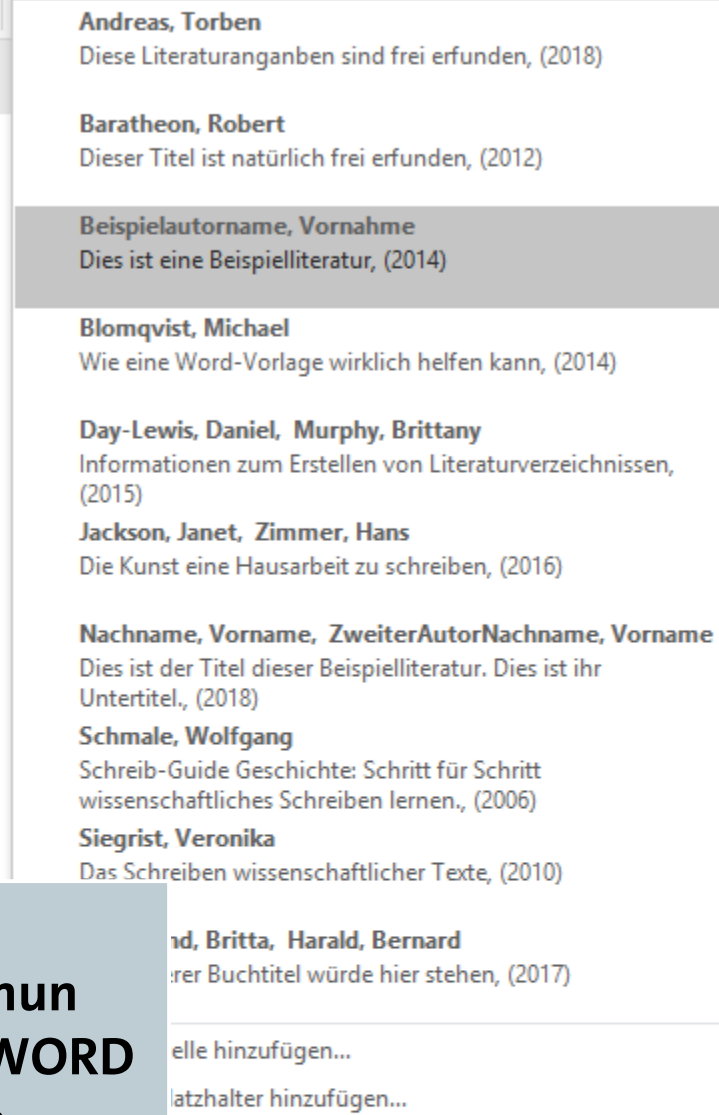 Andreas, Torben
Diese Literaturanganben sind frei erfunden, (2018)
Baratheon, Robert
Dieser Titel ist natürlich frei erfunden, (2012)
Beispielautorname, Vornahme
Dies ist eine Beispielliteratur, (2014)
Blomqvist, Michael
Wie eine Word-Vorlage wirklich helfen kann, (2014)
Day-Lewis, Daniel,  Murphy, Brittany
Informationen zum Erstellen von Literaturverzeichnissen,
(2015)
Jackson, Janet,  Zimmer, Hans
Die Kunst eine Hausarbeit zu schreiben, (2016)
Nachname, Vorname,  ZweiterAutorNachname, Vorname
Dies ist der Titel dieser Beispielliteratur. Dies ist ihr
Untertitel., (2018)
Schmale, Wolfgang
Schreib-Guide Geschichte: Schritt für Schritt
wissenschaftliches Schreiben lernen., (2006)
Siegrist, Veronika
Das Schreiben wissenschaftlicher Texte, (2010)
nd, Britta,  Harald, Bernard
rer Buchtitel würde hier stehen, (2017)
nun
WORD
elle hinzufügen...
latzhalter hinzufügen...